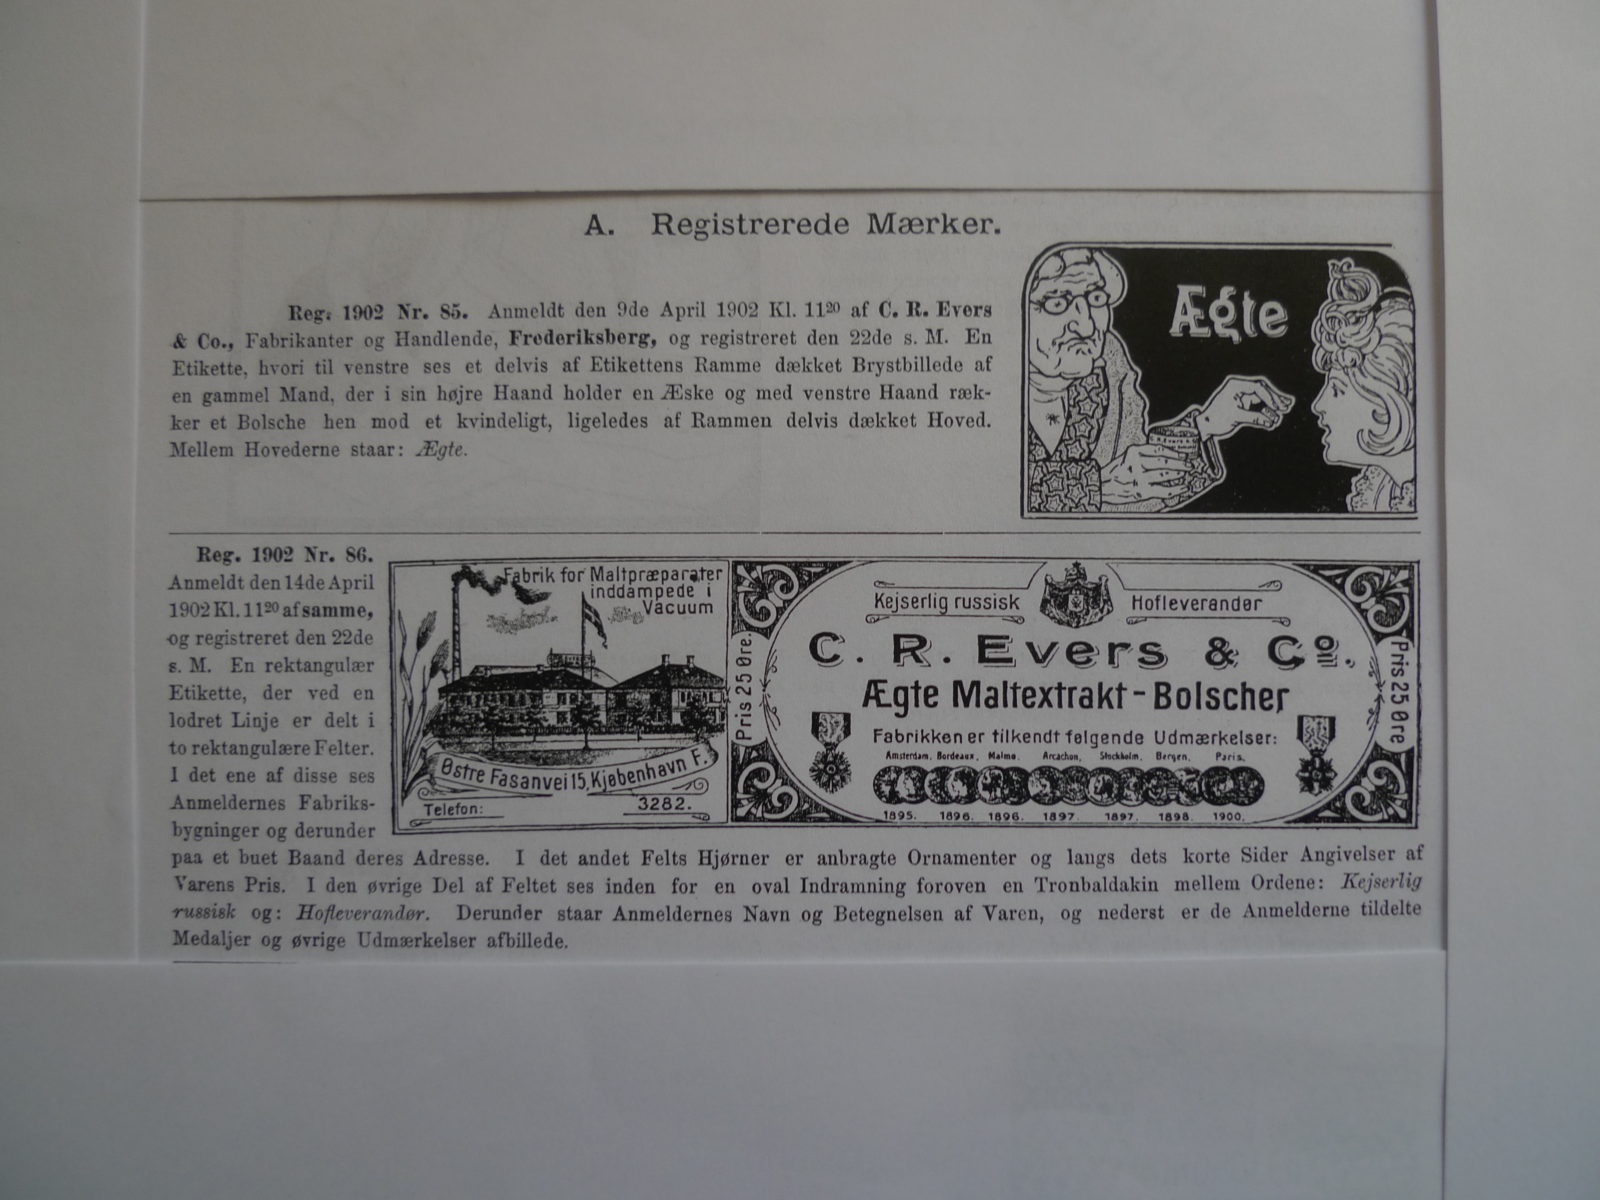 A. Registrerede Mærker.
Reg. 1902 Nr. 85. Anmeldt den 9de April 1902 Kl. 11²⁰ af C. R. Evers
& Co., Fabrikanter og Handlende, Frederiksberg, og registreret den 22de s. M. En
Etikette, hvori til venstre ses et delvis af Etikettens Ramme dækket Brystbillede af
en gammel Mand, der i sin højre Haand holder en Æske og med venstre Haand ræk-
ker et Bolsche hen mod et kvindeligt, ligeledes af Rammen delvis dækket Hoved.
Mellem Hovederne staar: Ægte.
Ægte
Reg. 1902 Nr. 86.
Anmeldt den 14de April
1902 Kl. 11²⁰ af samme,
og registreret den 22de
s. M. En rektangulær
Etikette, der ved en
lodret Linje er delt i
to rektangulære Felter.
I det ene af disse ses
Anmeldernes Fabriks-
bygninger og derunder
paa et buet Baand deres Adresse. I det andet Felts Hjørner er anbragte Ornamenter og langs dets korte Sider Angivelser af
Varens Pris. I den øvrige Del af Feltet ses inden for en oval Indramning foroven en Tronbaldakin mellem Ordene: Kejserlig
russisk og: Hofleverandør. Derunder staar Anmeldernes Navn og Betegnelsen af Varen, og nederst er de Anmelderne tildelte
Medaljer og øvrige Udmærkelser afbillede.
Fabrik for Maltpræparater
inddampede i
Vacuum
Østre Fasanvei 15, Kjøbenhavn F.
Telefon: 3282.
Pris 25 Øre.
Kejserlig russisk Hofleverandør
C. R. Evers & Co.
Ægte Maltextrakt-Bolscher
Fabrikken er tilkendt følgende Udmærkelser:
Amsterdam. Bordeaux. Malmø. Arcachon. Stockholm. Bergen. Paris.
1895. 1896. 1896. 1897. 1897. 1898. 1900.
Pris 25 Øre